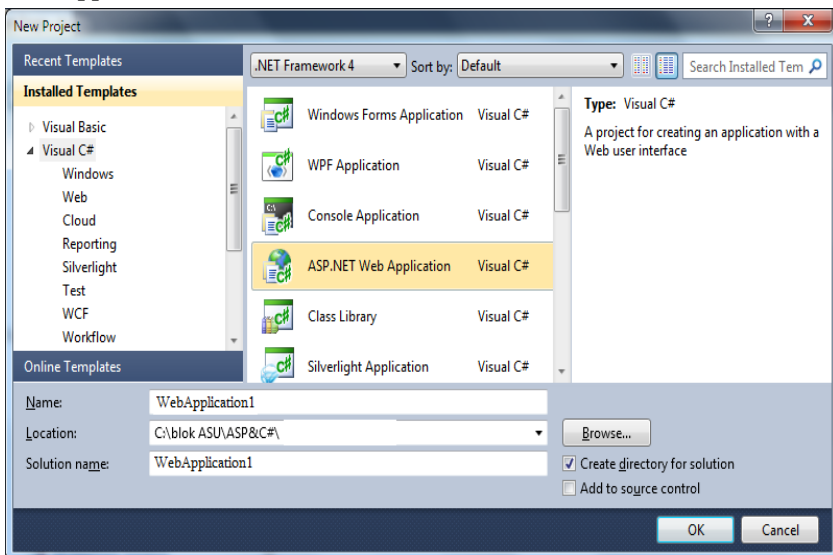 New Project
Recent Templates
.NET Framework 4 Sort by: Default Search Installed Tem
Installed Templates
Visual Basic
Visual C#
Windows
Web
Cloud
Reporting
Silverlight
Test
WCF
Workflow
Online Templates
Windows Forms Application Visual C#
WPF Application Visual C#
Console Application Visual C#
ASP.NET Web Application Visual C#
Class Library Visual C#
Silverlight Application Visual C#
Type: Visual C#
A project for creating an application with a
Web user interface
Name: WebApplication1
Location: C:\blok ASU\ASP&C#\ Browse...
Solution name: WebApplication1
Create directory for solution
Add to source control
OK Cancel